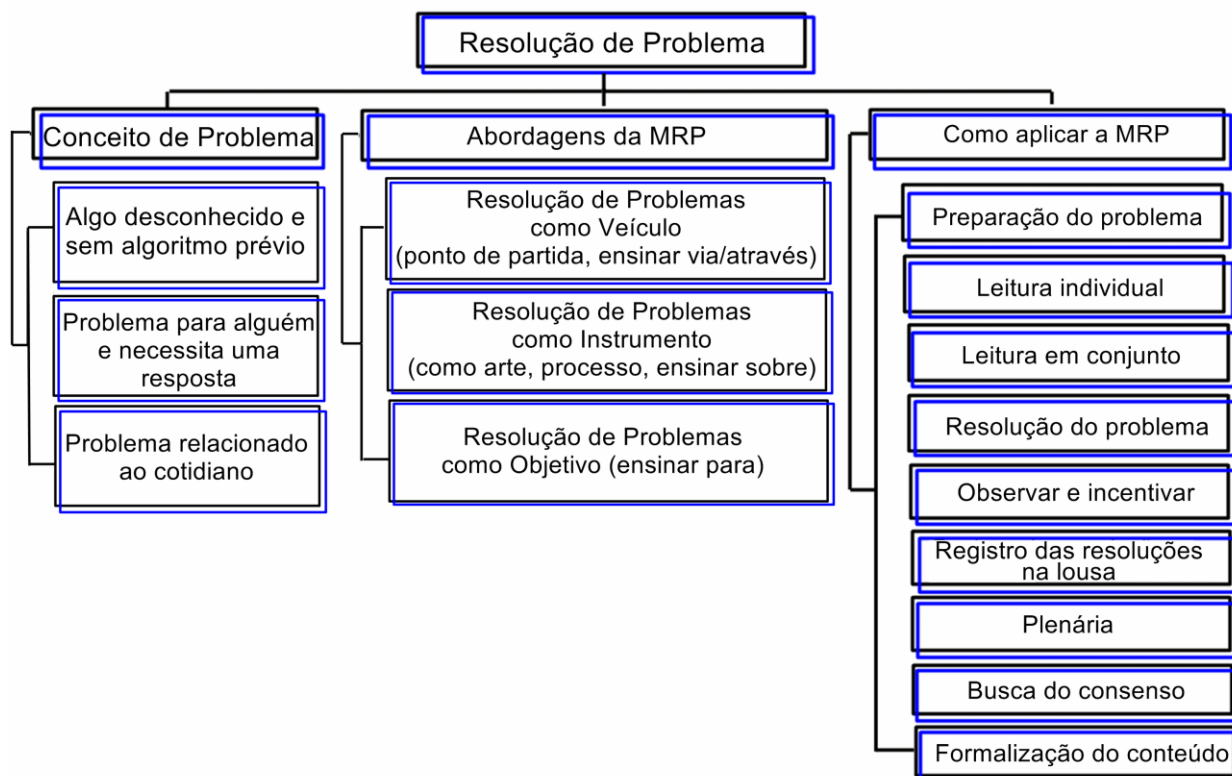 Resolução de Problema
Conceito de Problema
Algo desconhecido e
sem algoritmo prévio
Problema para alguém
e necessita uma
resposta
Problema relacionado
ao cotidiano
Abordagens da MRP
Resolução de Problemas
como Veículo
(ponto de partida, ensinar via/através)
Resolução de Problemas
como Instrumento
(como arte, processo, ensinar sobre)
Resolução de Problemas
como Objetivo (ensinar para)
Como aplicar a MRP
Preparação do problema
Leitura individual
Leitura em conjunto
Resolução do problema
Observar e incentivar
Registro das resoluções
na lousa
Plenária
Busca do consenso
Formalização do conteúdo